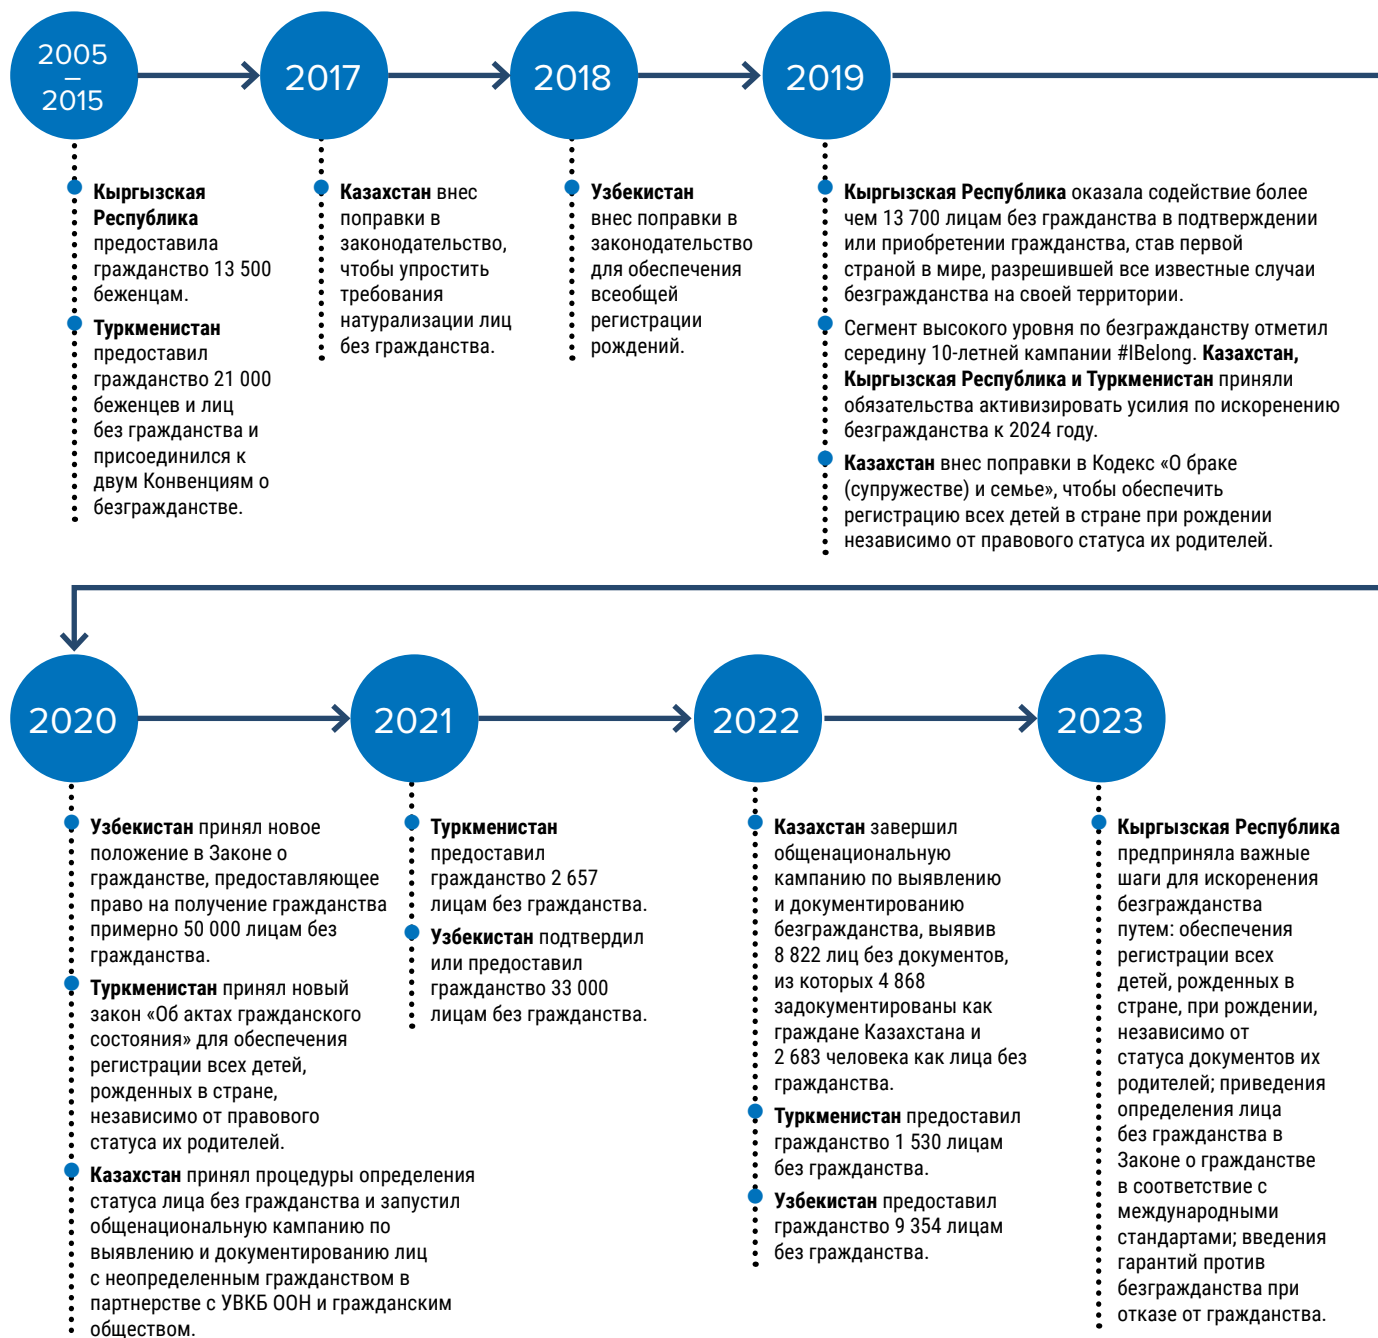 2005
–
2015
2017
2018
2019
Кыргызская
Республика
предоставила
гражданство 13 500
беженцам.
Туркменистан
предоставил
гражданство 21 000
беженцев и лиц
без гражданства и
присоединился к
двум Конвенциям о
безгражданстве.
Казахстан внес
поправки в
законодательство,
чтобы упростить
требования
натурализации лиц
без гражданства.
Узбекистан
внес поправки в
законодательство
для обеспечения
всеобщей
регистрации
рождений.
Кыргызская Республика оказала содействие более
чем 13 700 лицам без гражданства в подтверждении
или приобретении гражданства, став первой
страной в мире, разрешившей все известные случаи
безгражданства на своей территории.
Сегмент высокого уровня по безгражданству отметил
середину 10-летней кампании #IBelong. Казахстан,
Кыргызская Республика и Туркменистан приняли
обязательства активизировать усилия по искоренению
безгражданства к 2024 году.
Казахстан внес поправки в Кодекс «О браке
(супружестве) и семье», чтобы обеспечить
регистрацию всех детей в стране при рождении
независимо от правового статуса их родителей.
2020
2021
2022
2023
Узбекистан принял новое
положение в Законе о
гражданстве, предоставляющее
право на получение гражданства
примерно 50 000 лицам без
гражданства.
Туркменистан принял новый
закон «Об актах гражданского
состояния» для обеспечения
регистрации всех детей,
рожденных в стране,
независимо от правового
статуса их родителей.
Казахстан принял процедуры определения
статуса лица без гражданства и запустил
общенациональную кампанию по
выявлению и документированию лиц
с неопределенным гражданством в
партнерстве с УВКБ ООН и гражданским
обществом.
Туркменистан
предоставил
гражданство 2 657
лицам без гражданства.
Узбекистан подтвердил
или предоставил
гражданство 33 000
лицам без гражданства.
Казахстан завершил
общенациональную
кампанию по выявлению
и документированию
безгражданства, выявив
8 822 лиц без документов,
из которых 4 868
задокументированы как
граждане Казахстана и
2 683 человека как лица без
гражданства.
Туркменистан предоставил
гражданство 1 530 лицам
без гражданства.
Узбекистан предоставил
гражданство 9 354 лицам
без гражданства.
Кыргызская Республика
предприняла важные
шаги для искоренения
безгражданства
путем: обеспечения
регистрации всех
детей, рожденных в
стране, при рождении,
независимо от
статуса документов их
родителей; приведения
определения лица
без гражданства в
Законе о гражданстве
в соответствие с
международными
стандартами; введения
гарантий против
безгражданства при
отказе от гражданства.